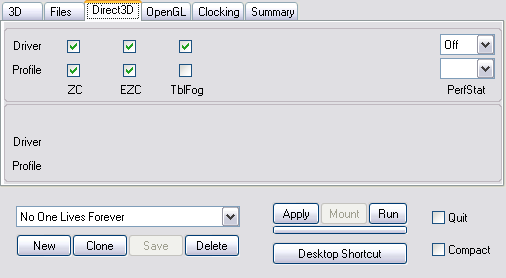 3D Files Direct3D OpenGL Clocking Summary
Driver Off
Profile
ZC EZC TblFog PerfStat
Driver
Profile
No One Lives Forever Apply Mount Run Quit
New Clone Save Delete Desktop Shortcut Compact